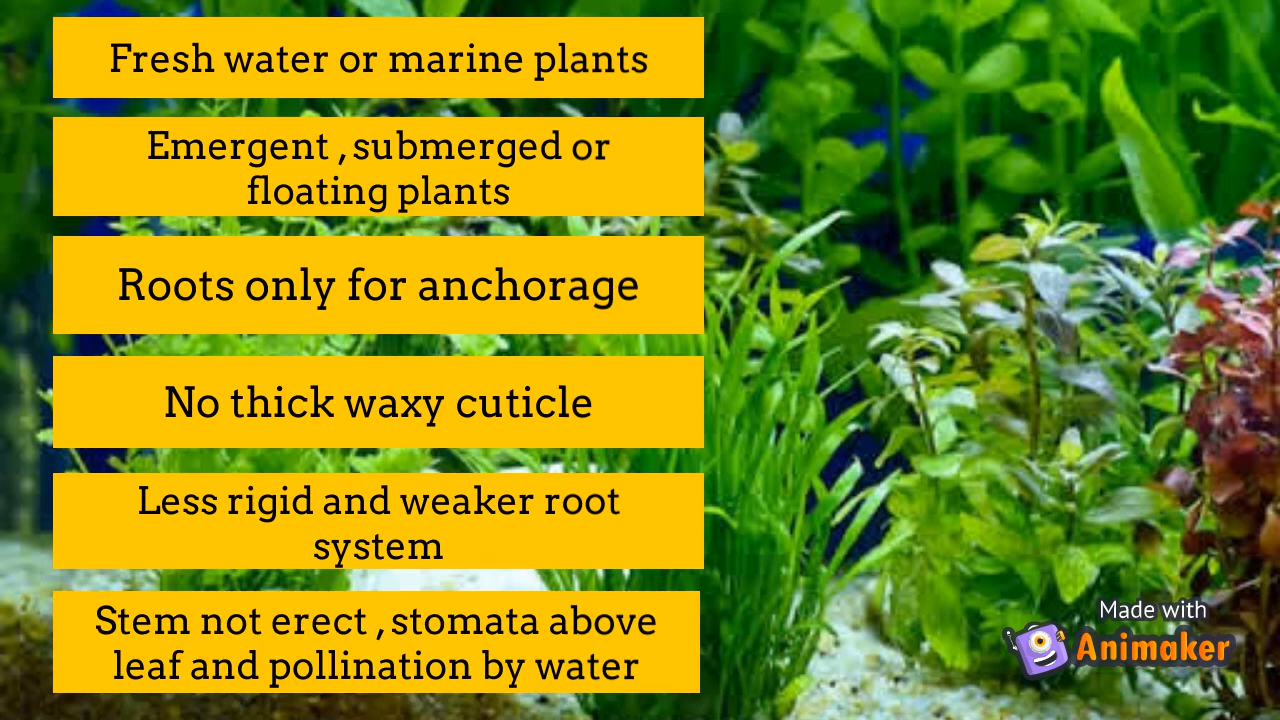 Fresh water or marine plants
Emergent , submerged or
floating plants
Roots only for anchorage
No thick waxy cuticle
Less rigid and weaker root
system
Stem not erect , stomata above
leaf and pollination by water
Made with
Animaker